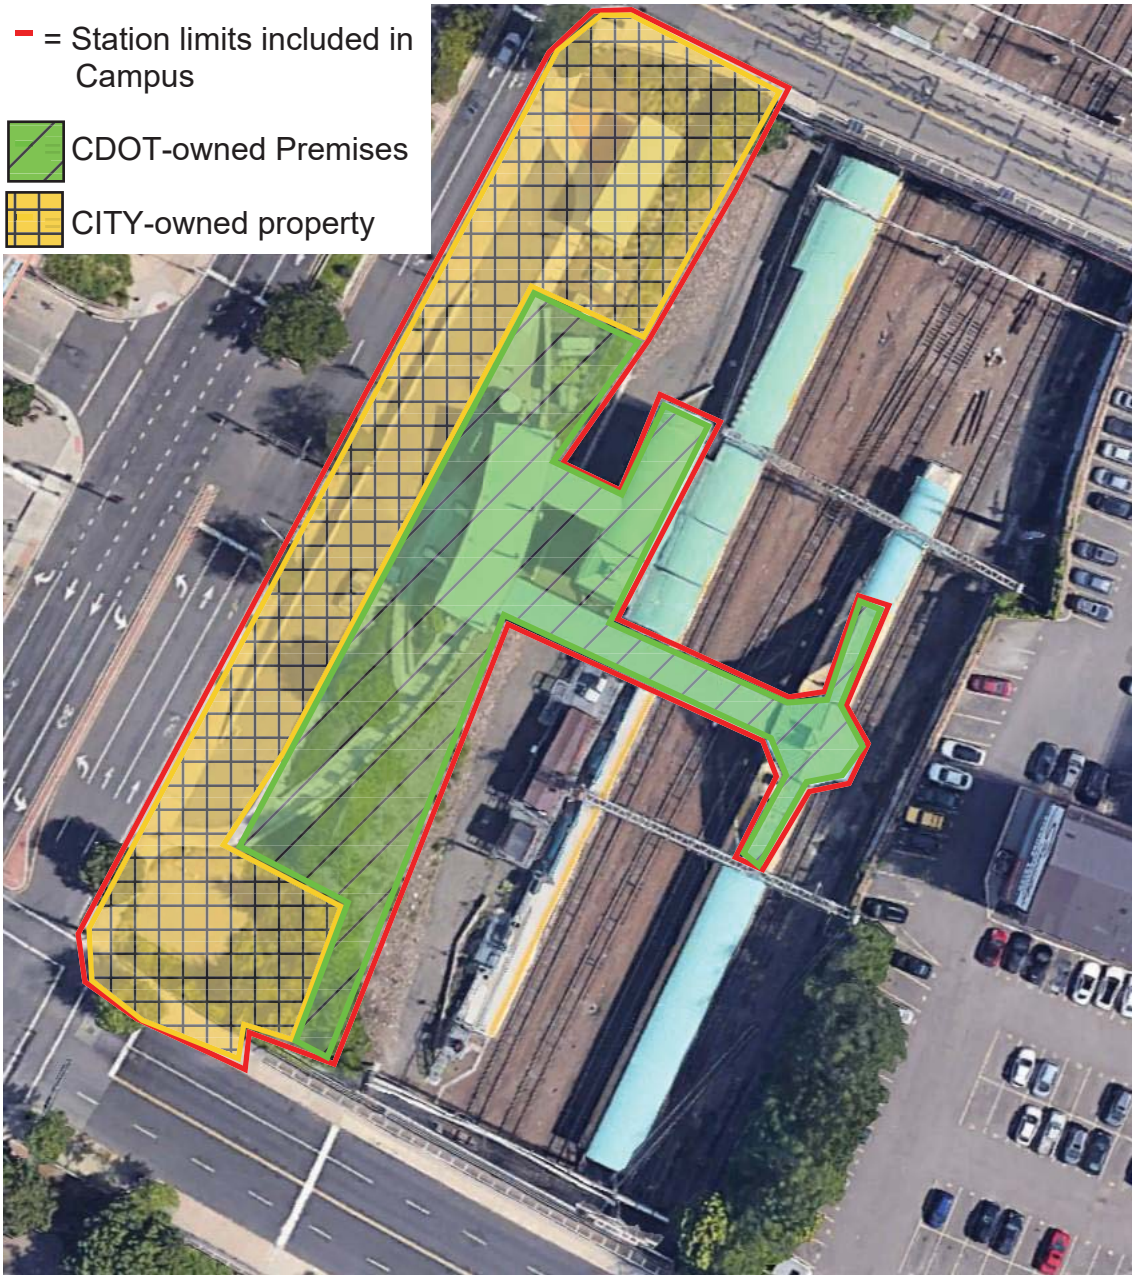 = Station limits included in
Campus
CDOT-owned Premises
CITY-owned property